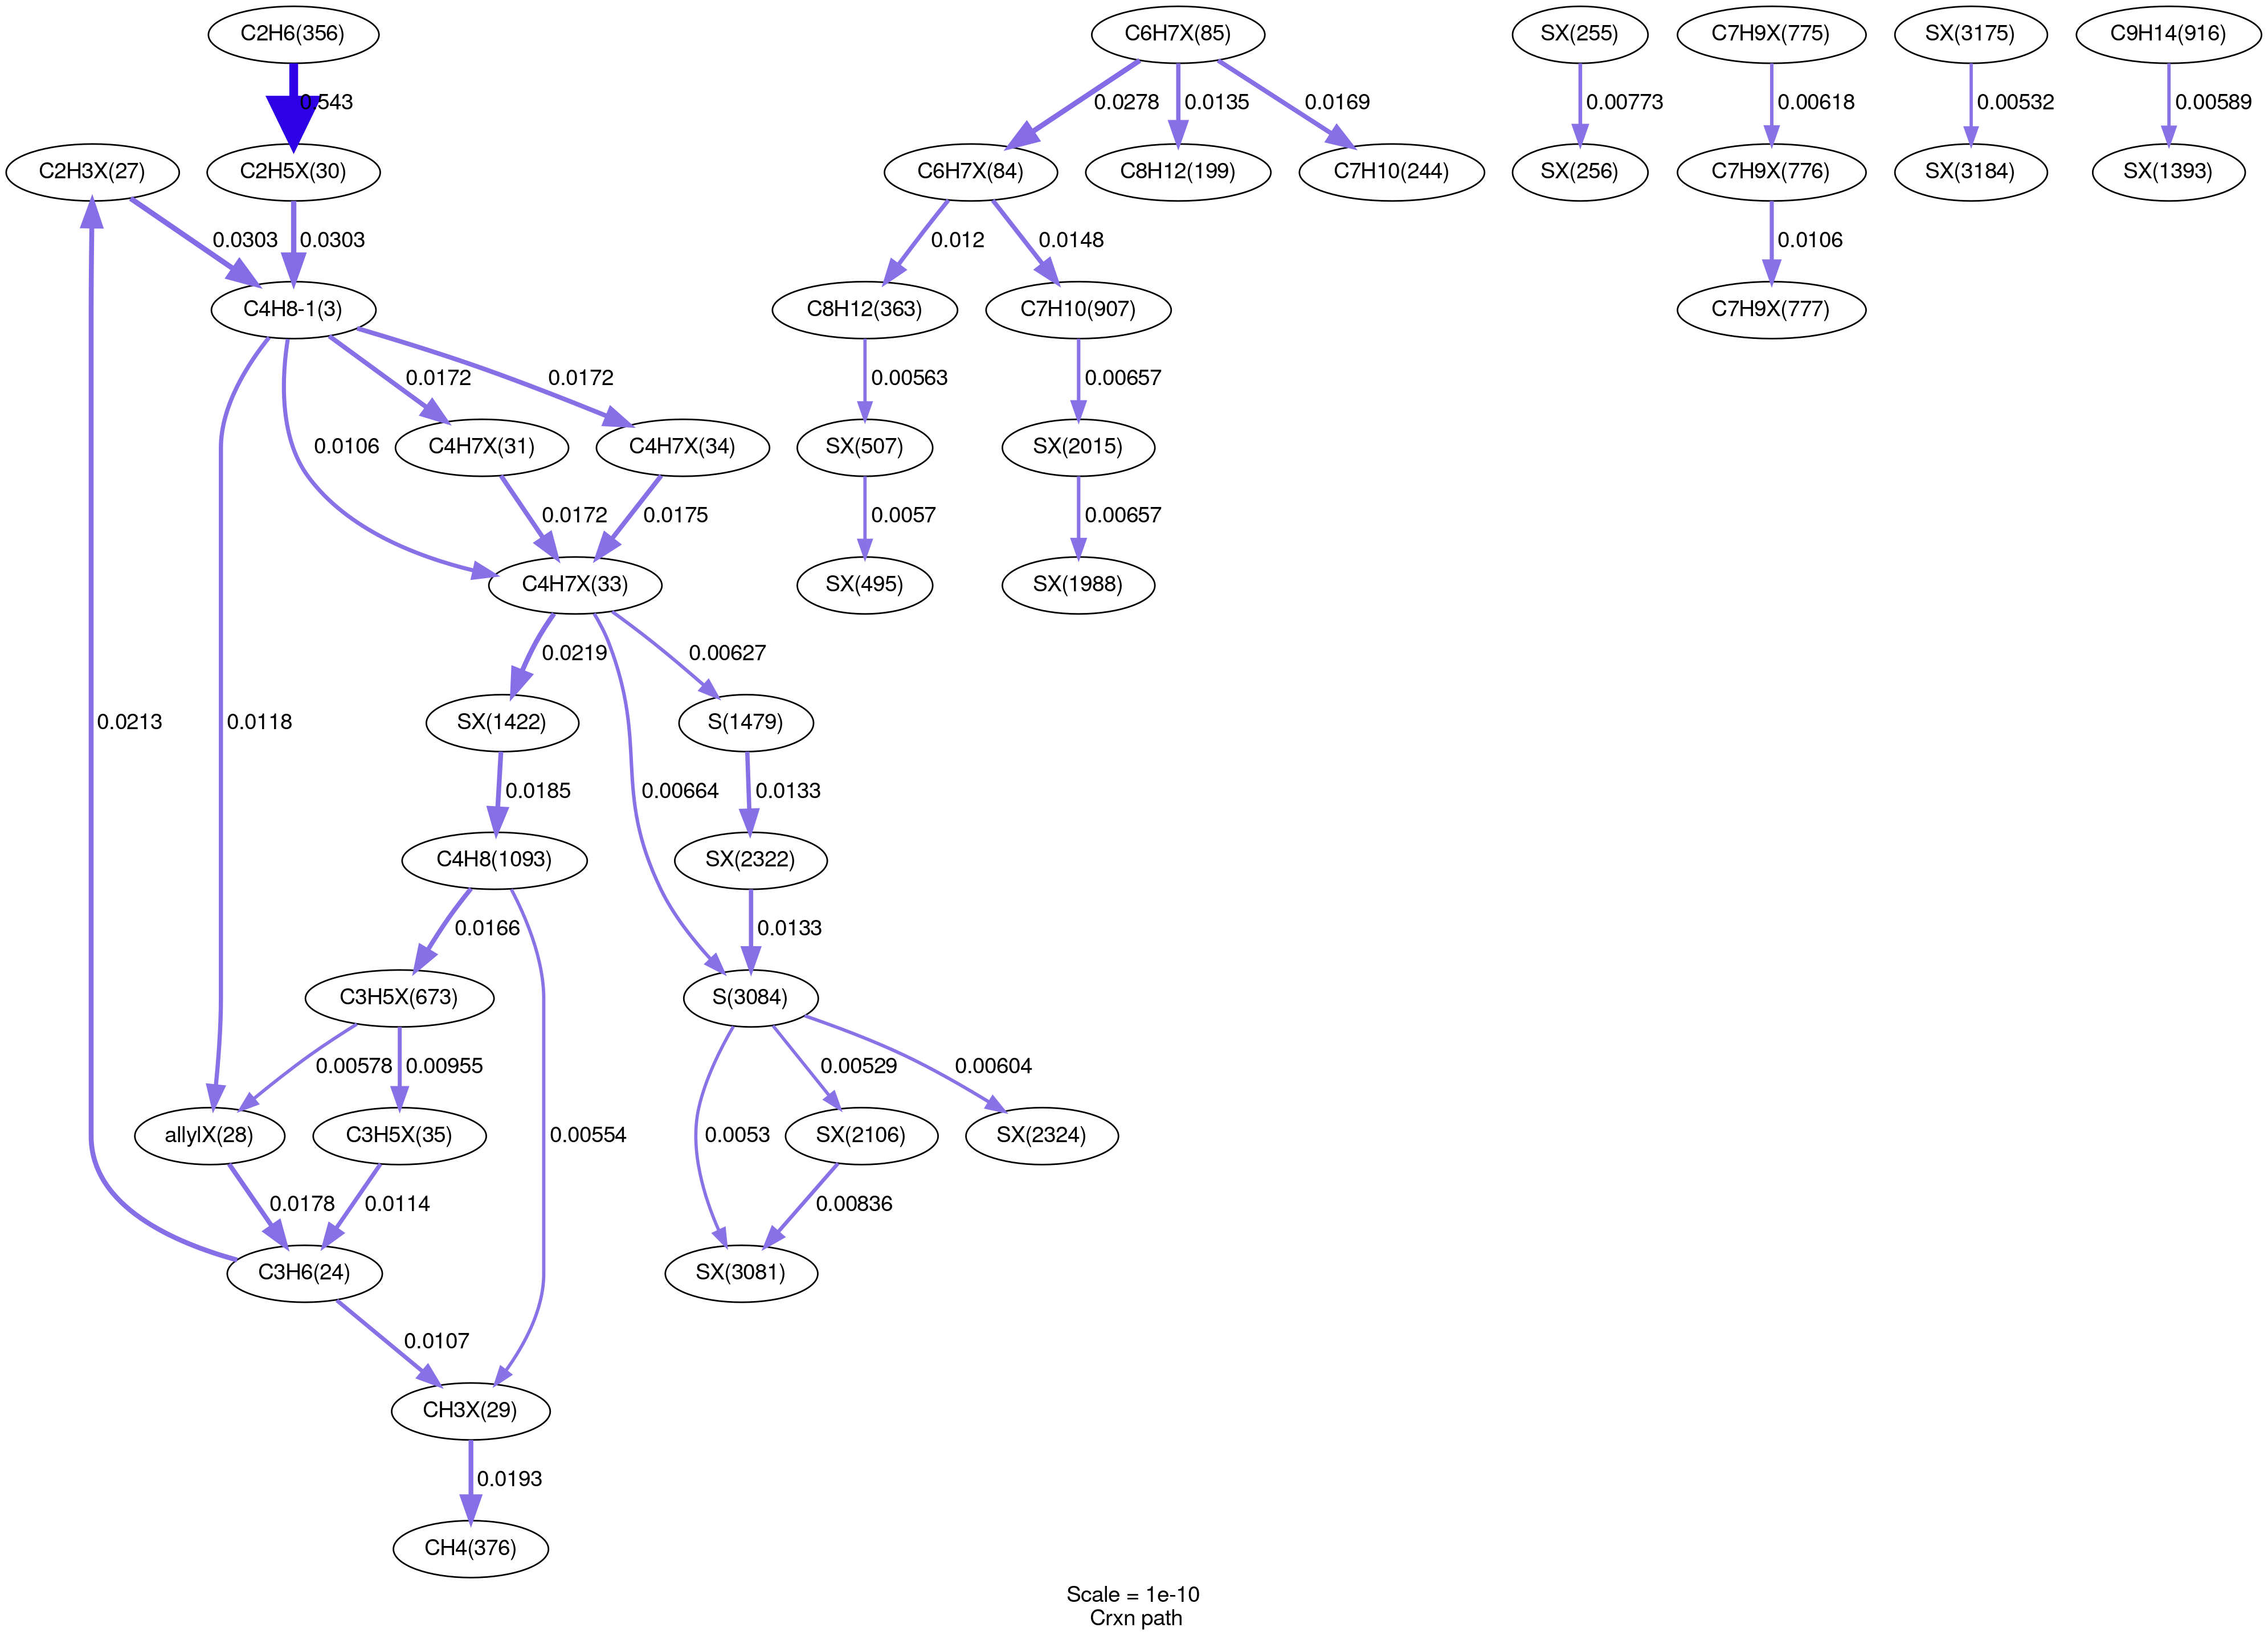 C2H6(356)
C6H7X(85)
SX(255)
C7H9X(775)
SX(3175)
C9H14(916)
0.543
0.0278
0.0135
0.0169
0.00773
0.00618
0.00532
0.00589
C2H3X(27)
C2H5X(30)
C6H7X(84)
C8H12(199)
C7H10(244)
SX(256)
C7H9X(776)
SX(3184)
SX(1393)
0.0303
0.0303
0.012
0.0148
0.0106
C4H8-1(3)
C8H12(363)
C7H10(907)
C7H9X(777)
0.0106
0.0172
0.0172
0.00563
0.00657
C4H7X(31)
C4H7X(34)
SX(507)
SX(2015)
0.0172
0.0175
0.0057
0.00657
C4H7X(33)
SX(495)
SX(1988)
0.0219
0.00627
0.0213
0.0118
SX(1422)
S(1479)
0.0185
0.00664
0.0133
C4H8(1093)
SX(2322)
0.0166
0.0133
C3H5X(673)
S(3084)
0.00578
0.00955
0.00529
0.00604
allylX(28)
C3H5X(35)
0.00554
0.0053
SX(2106)
SX(2324)
0.0178
0.0114
0.00836
C3H6(24)
SX(3081)
0.0107
CH3X(29)
0.0193
CH4(376)
Scale = 1e-10
Crxn path